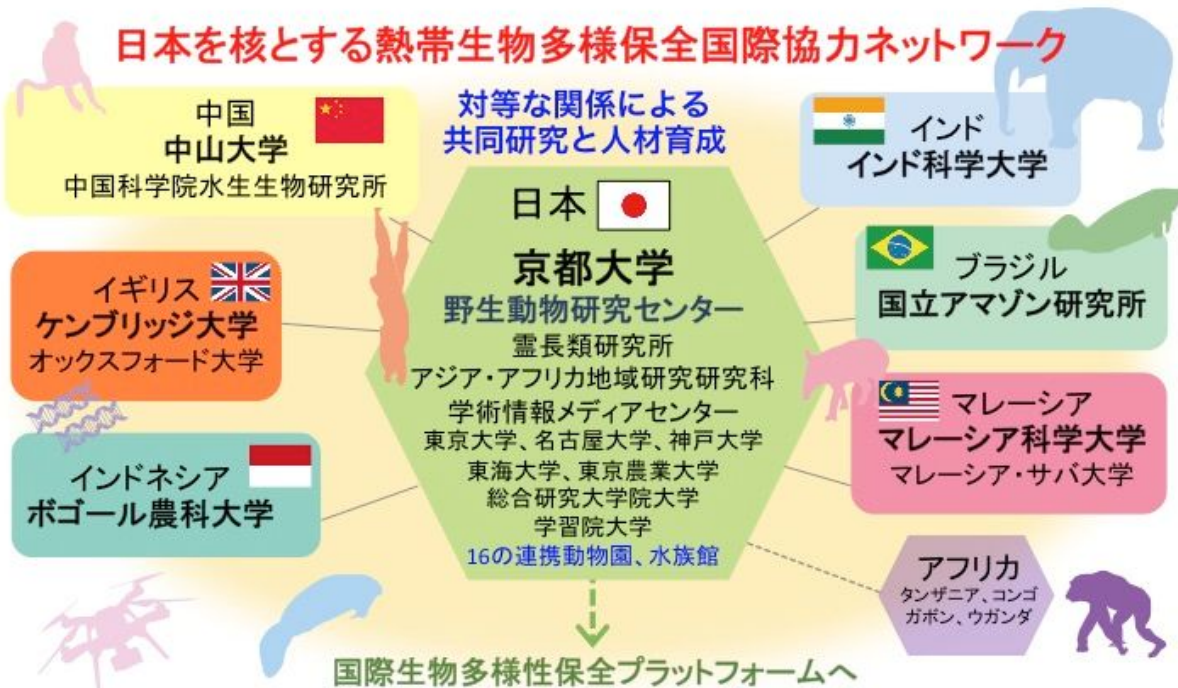 日本を核とする熱帯生物多様保全国際協力ネットワーク
対等な関係による
共同研究と人材育成
中国
中山大学
中国科学院水生生物研究所
イギリス
ケンブリッジ大学
オックスフォード大学
インドネシア
ボゴール農科大学
日本
京都大学
野生動物研究センター
霊長類研究所
アジア・アフリカ地域研究研究科
学術情報メディアセンター
東京大学、名古屋大学、神戸大学
東海大学、東京農業大学
総合研究大学院大学
学習院大学
16の連携動物園、水族館
インド
インド科学大学
ブラジル
国立アマゾン研究所
マレーシア
マレーシア科学大学
マレーシア・サバ大学
アフリカ
タンザニア、コンゴ
ガボン、ウガンダ
国際生物多様性保全プラットフォームへ